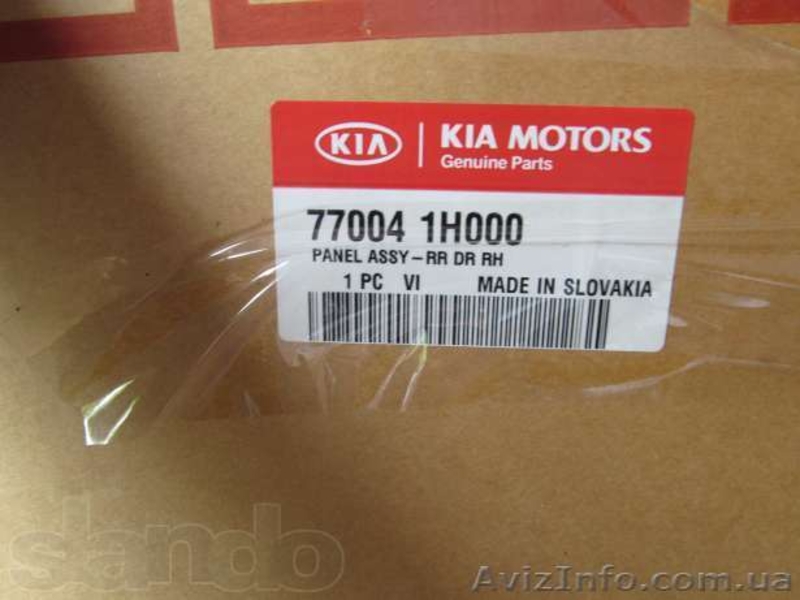 KIA
KIA MOTORS
Genuine Parts
77004 1H000
PANEL ASSY-RR DR RH
1 PC VI MADE IN SLOVAKIA
slando
AvizInfo.com.ua